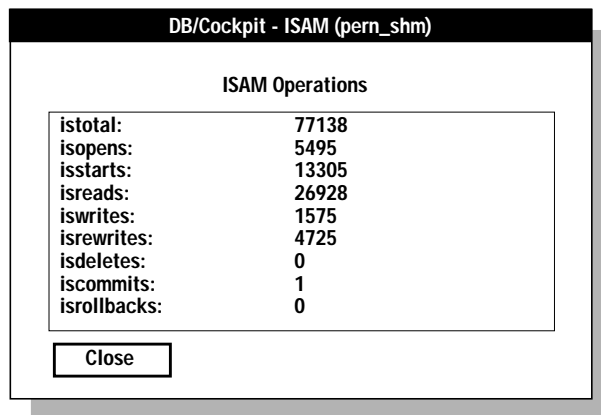 DB/Cockpit - ISAM (pern_shm)
ISAM Operations
istotal: 77138
isopens: 5495
isstarts: 13305
isreads: 26928
iswrites: 1575
isrewrites: 4725
isdeletes: 0
iscommits: 1
isrollbacks: 0
Close